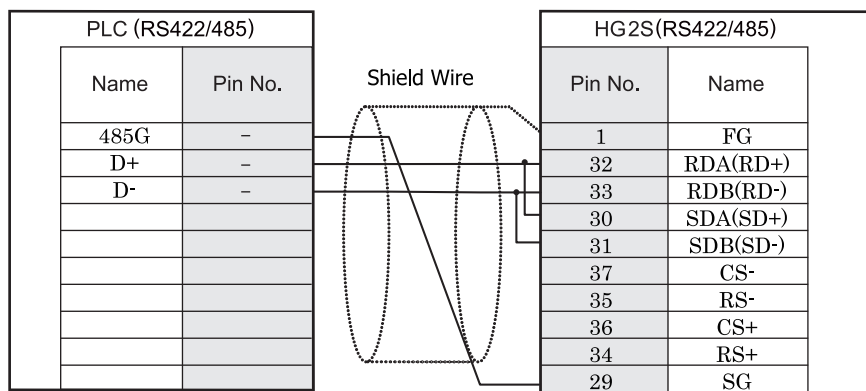 PLC (RS422/485)
HG2S(RS422/485)
Name Pin No.
Shield Wire
Pin No. Name
485G - 1 FG
D+ - 32 RDA(RD+)
D- - 33 RDB(RD-)
30 SDA(SD+)
31 SDB(SD-)
37 CS-
35 RS-
36 CS+
34 RS+
29 SG